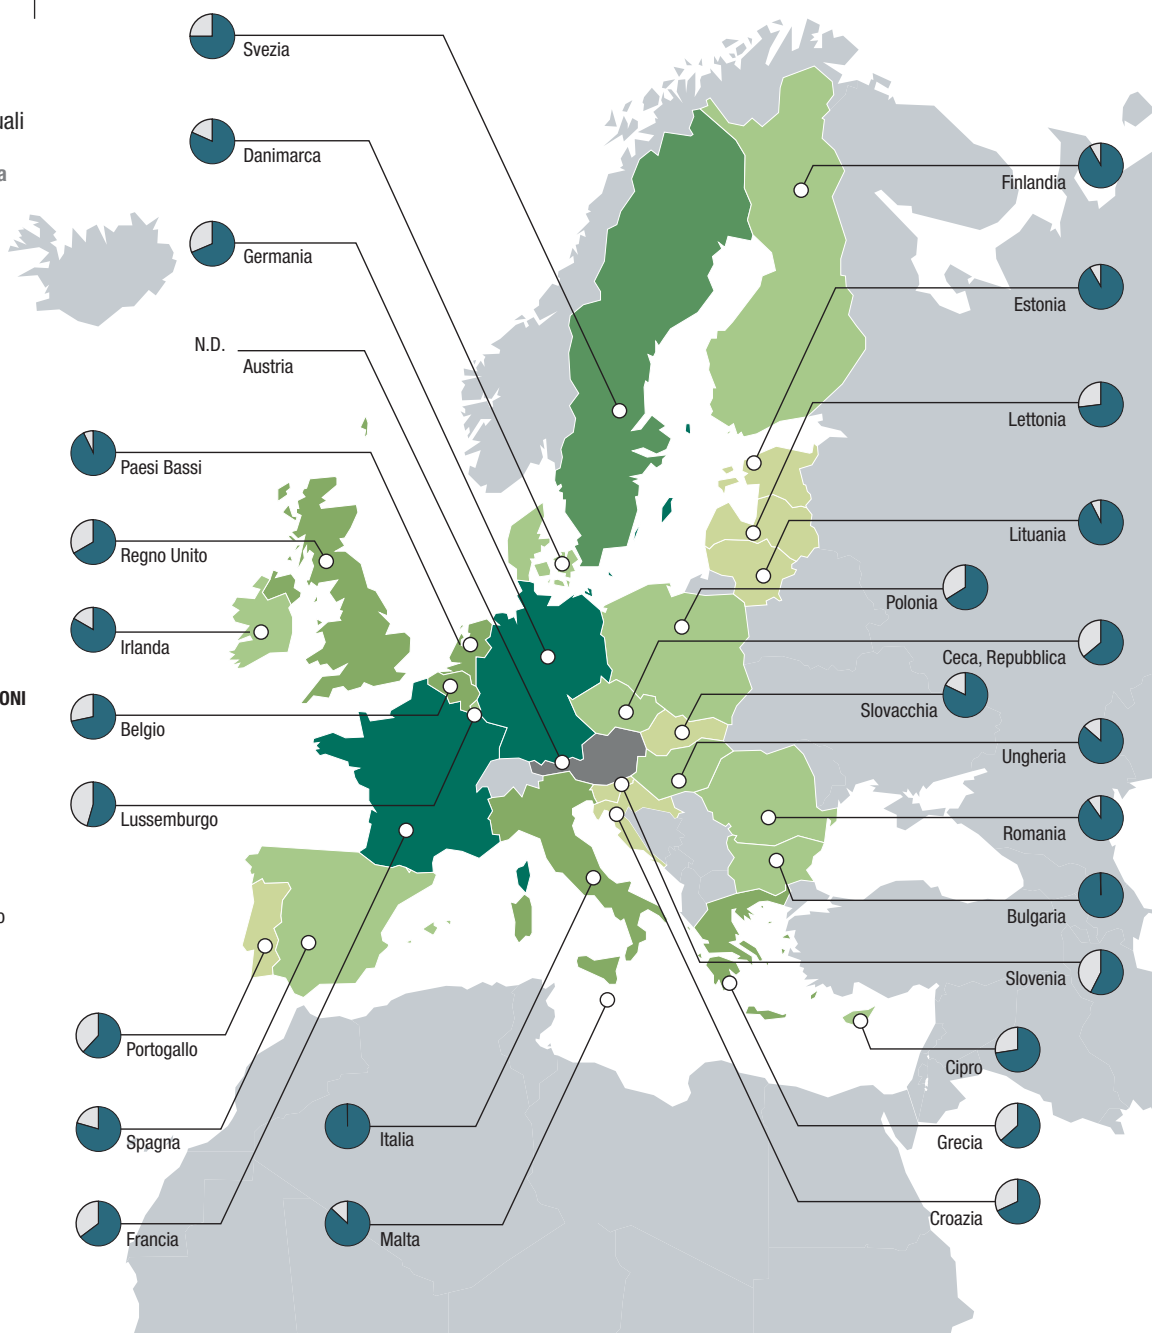 Svezia
uali
Danimarca
a
Finlandia
Germania
Estonia
N.D.
Austria
Lettonia
Paesi Bassi
Lituania
Regno Unito
Polonia
Irlanda
Ceca, Repubblica
ONI
Slovacchia
Belgio
Ungheria
Lussemburgo
Romania
o
Bulgaria
Slovenia
Portogallo
Cipro
Spagna
Italia
Grecia
Croazia
Francia
Malta